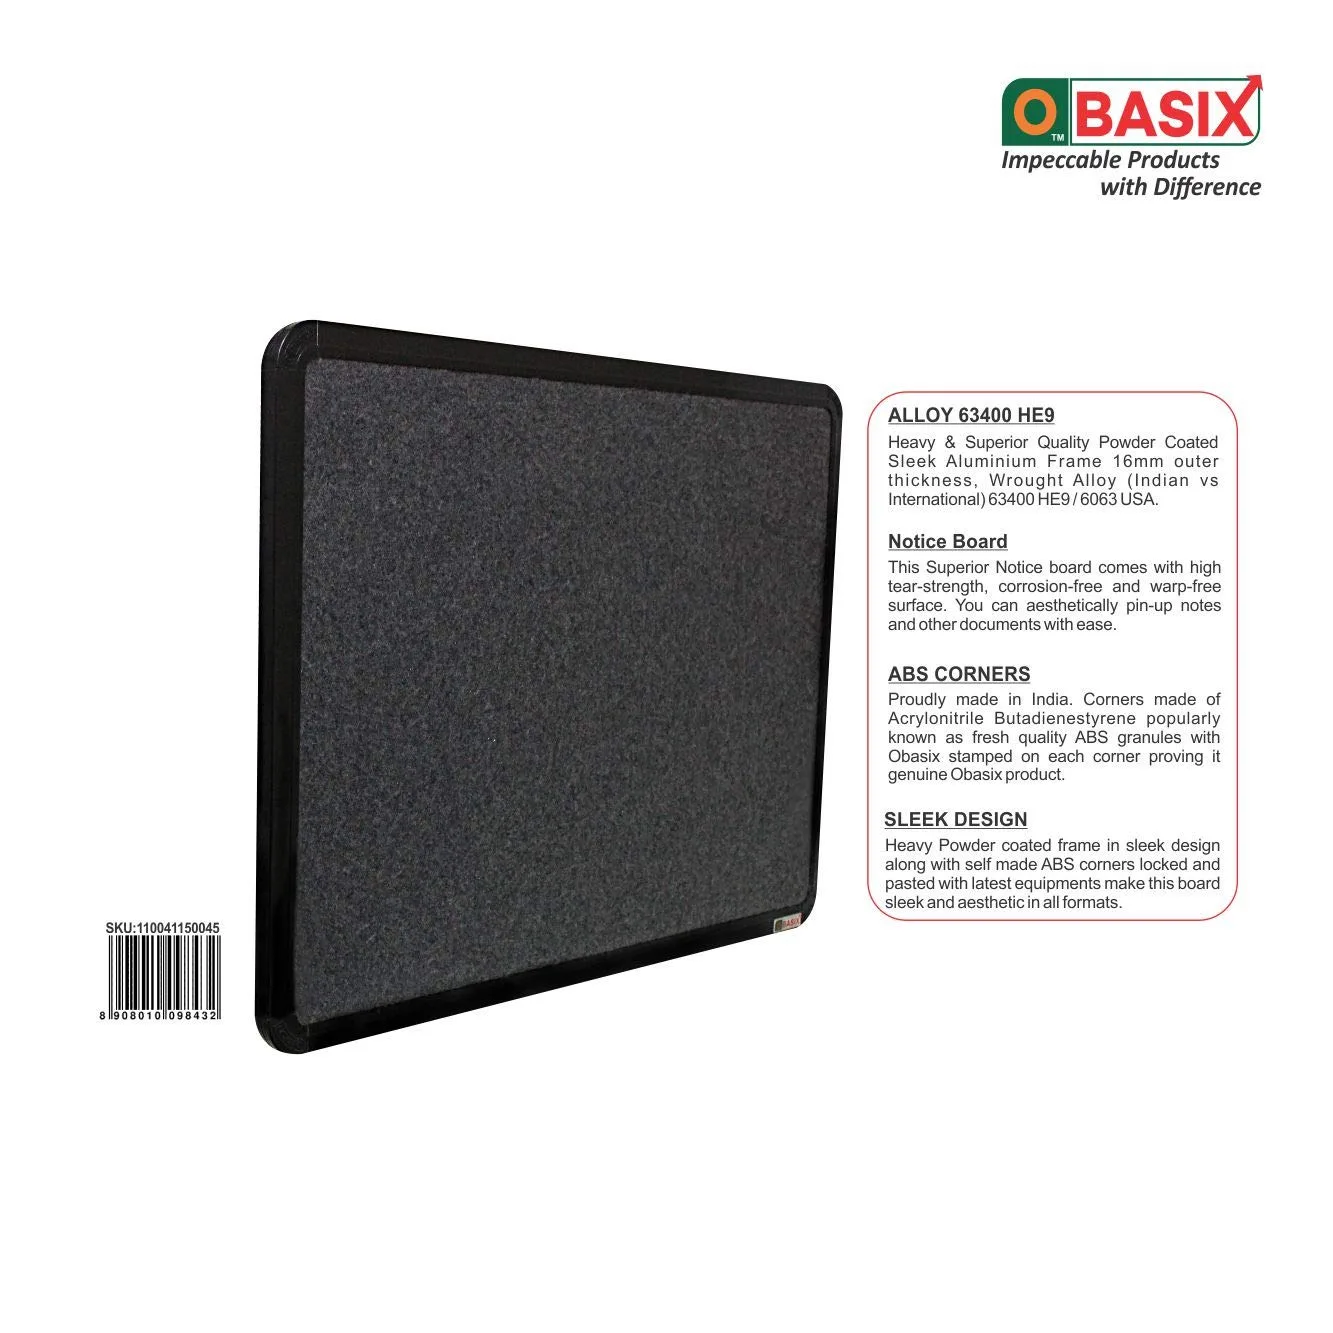 OBASIX
TM
Impeccable Products
with Difference
ALLOY 63400 HE9
Heavy & Superior Quality Powder Coated
Sleek Aluminium Frame 16mm outer
thickness, Wrought Alloy (Indian vs
International) 63400 HE9 / 6063 USA.
Notice Board
This Superior Notice board comes with high
tear-strength, corrosion-free and warp-free
surface. You can aesthetically pin-up notes
and other documents with ease.
ABS CORNERS
Proudly made in India. Corners made of
Acrylonitrile Butadienestyrene popularly
known as fresh quality ABS granules with
Obasix stamped on each corner proving it
genuine Obasix product.
SLEEK DESIGN
Heavy Powder coated frame in sleek design
along with self made ABS corners locked and
pasted with latest equipments make this board
sleek and aesthetic in all formats.
OBASIX
SKU:110041150045
8 908010 098432